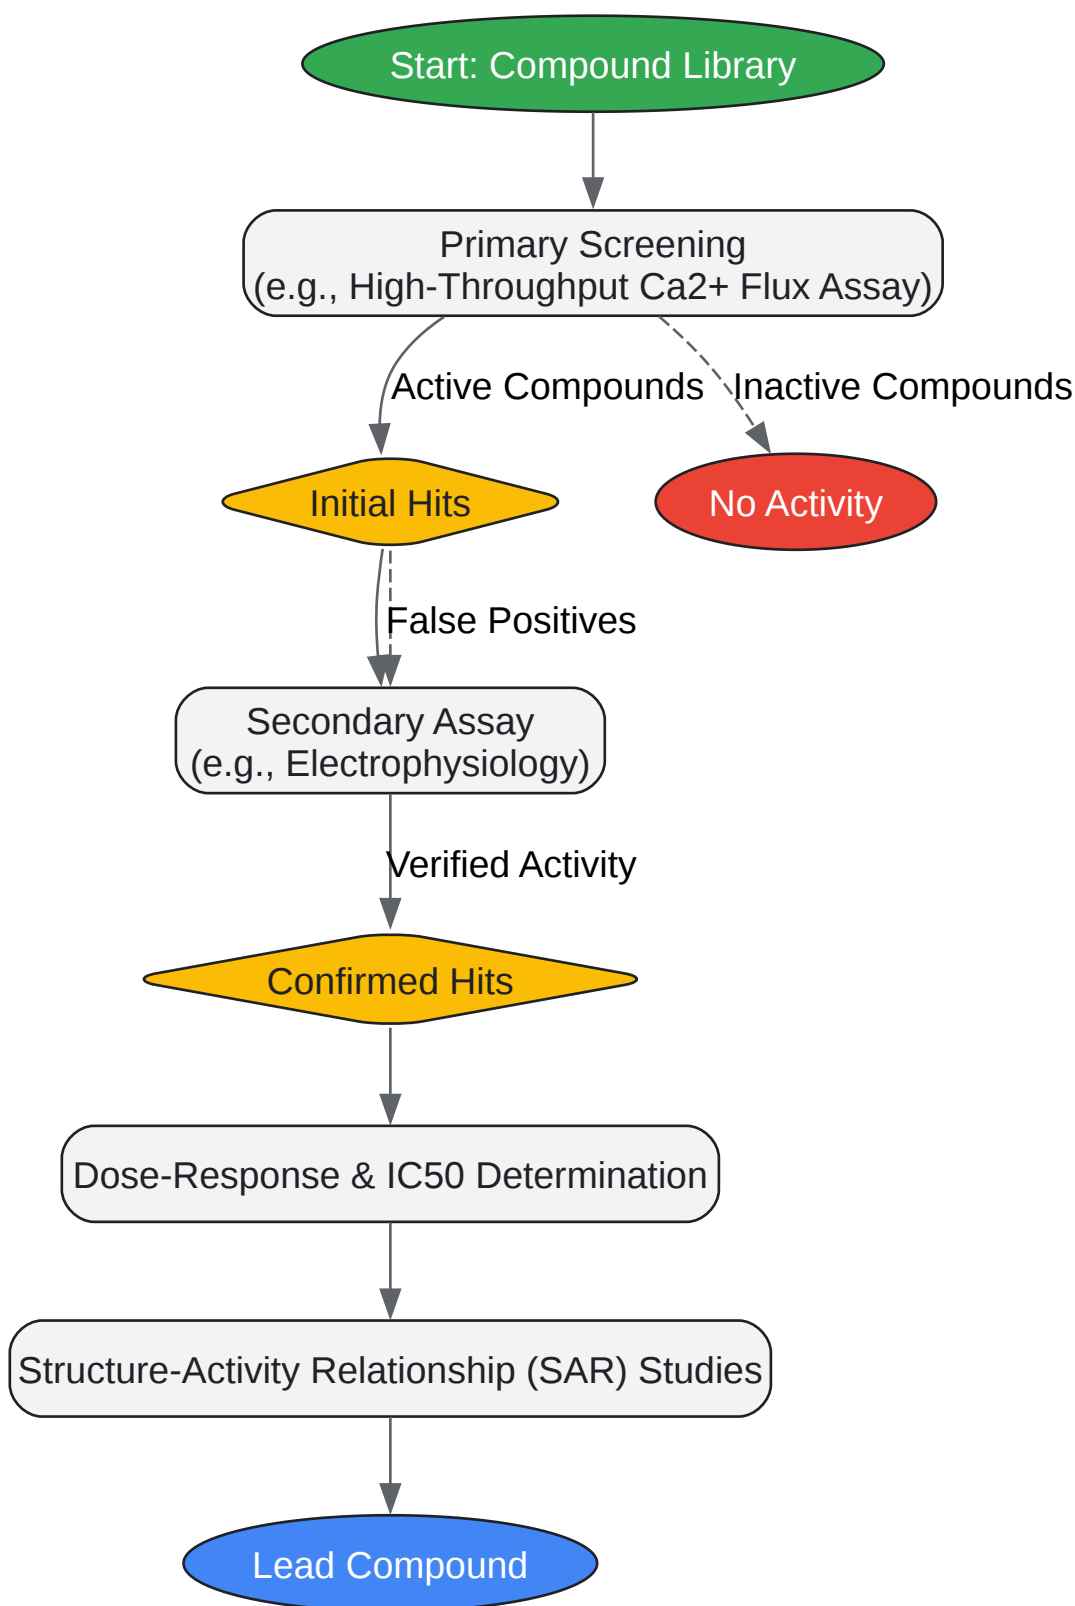 Start: Compound Library
Primary Screening
(e.g., High-Throughput Ca2+ Flux Assay)
Active Compounds
Inactive Compounds
Initial Hits
No Activity
False Positives
Secondary Assay
(e.g., Electrophysiology)
Verified Activity
Confirmed Hits
Dose-Response & IC50 Determination
Structure-Activity Relationship (SAR) Studies
Lead Compound